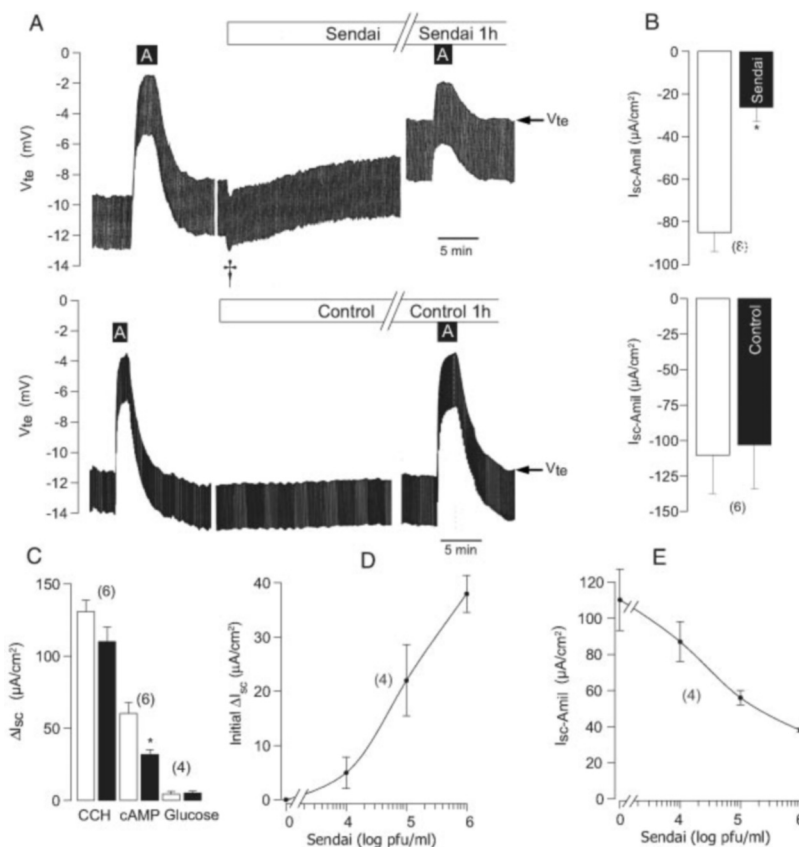 A
Sendai
Sendai 1h
A
A
0
-2
-4
-6
-8
-10
-12
-14
Vte (mV)
Vte
5 min
‡
Control
Control 1h
A
A
0
-2
-4
-6
-8
-10
-12
-14
Vte (mV)
Vte
5 min
B
0
-20
-40
-60
-80
-100
Isc-Amil (µA/cm²)
Sendai
*
0
-25
-50
-75
-100
-125
-150
Isc-Amil (µA/cm²)
Control
(6)
C
150
100
50
0
ΔIsc (µA/cm²)
(6)
(6)
*
(4)
CCH cAMP Glucose
D
40
30
20
10
0
Initial ΔIsc (µA/cm²)
(4)
0 4 5 6
Sendai (log pfu/ml)
E
120
100
80
60
40
20
0
Isc-Amil (µA/cm²)
(4)
0 4 5 6
Sendai (log pfu/ml)